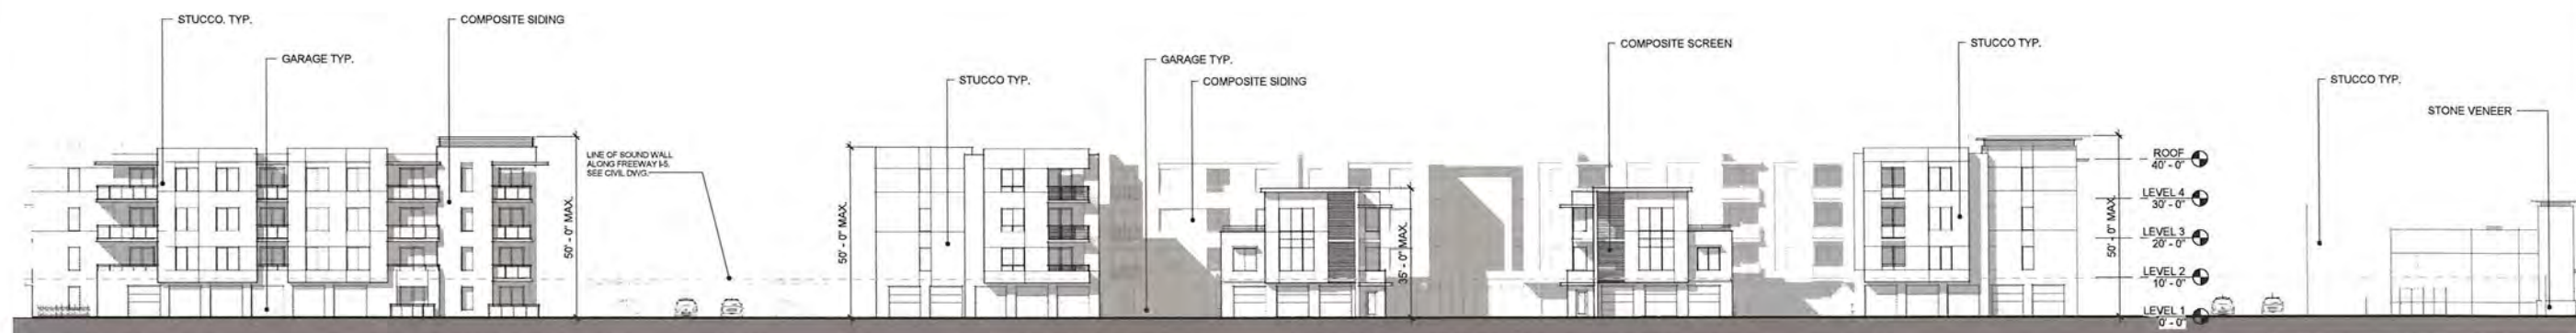 STUCCO. TYP.
COMPOSITE SIDING
GARAGE TYP.
LINE OF SOUND WALL
ALONG FREEWAY I-5.
SEE CIVIL DWG.
50' - 0" MAX.
50' - 0" MAX.
STUCCO TYP.
GARAGE TYP.
COMPOSITE SIDING
35' - 0" MAX.
COMPOSITE SCREEN
STUCCO TYP.
50' - 0" MAX.
ROOF
40' - 0"
LEVEL 4
30' - 0"
LEVEL 3
20' - 0"
LEVEL 2
10' - 0"
LEVEL 1
0' - 0"
STUCCO TYP.
STONE VENEER